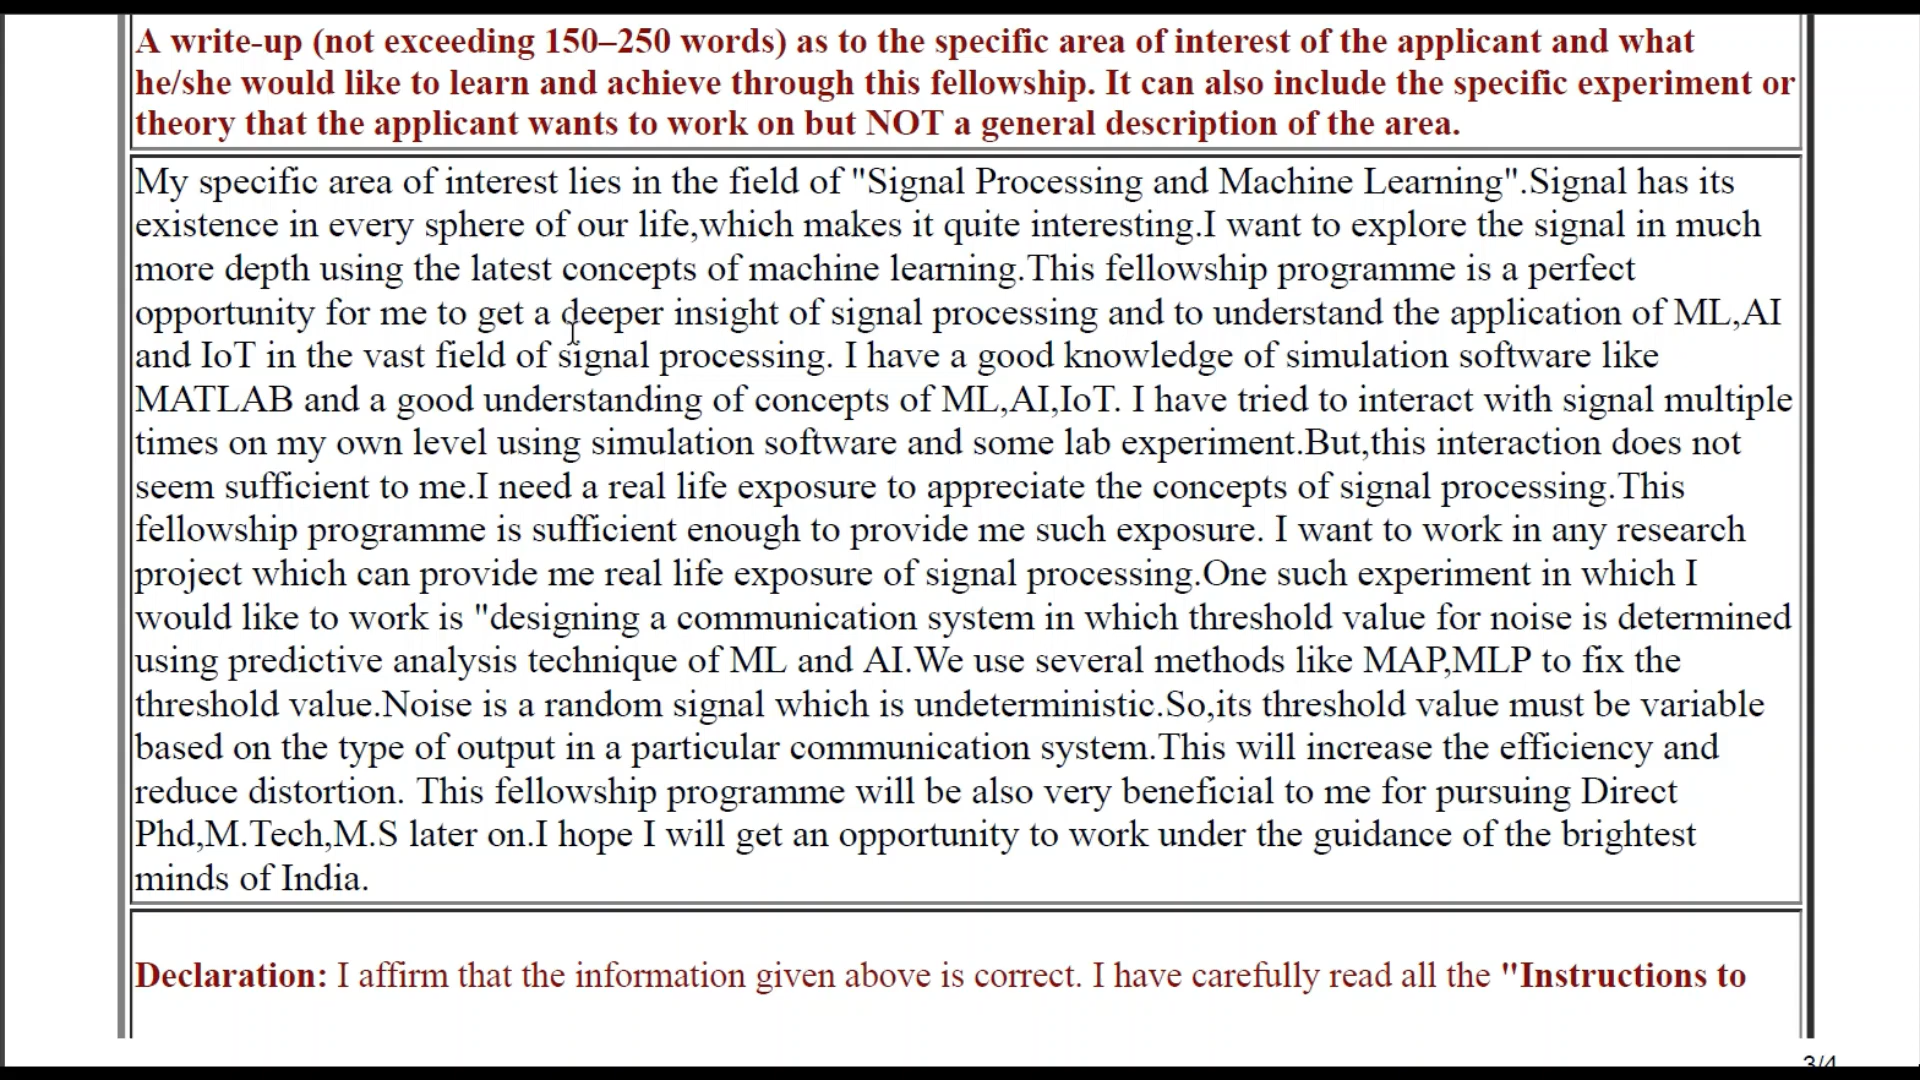 A write-up (not exceeding 150–250 words) as to the specific area of interest of the applicant and what
he/she would like to learn and achieve through this fellowship. It can also include the specific experiment or
theory that the applicant wants to work on but NOT a general description of the area.
My specific area of interest lies in the field of "Signal Processing and Machine Learning".Signal has its
existence in every sphere of our life,which makes it quite interesting.I want to explore the signal in much
more depth using the latest concepts of machine learning.This fellowship programme is a perfect
opportunity for me to get a deeper insight of signal processing and to understand the application of ML,AI
and IoT in the vast field of signal processing. I have a good knowledge of simulation software like
MATLAB and a good understanding of concepts of ML,AI,IoT. I have tried to interact with signal multiple
times on my own level using simulation software and some lab experiment.But,this interaction does not
seem sufficient to me.I need a real life exposure to appreciate the concepts of signal processing.This
fellowship programme is sufficient enough to provide me such exposure. I want to work in any research
project which can provide me real life exposure of signal processing.One such experiment in which I
would like to work is "designing a communication system in which threshold value for noise is determined
using predictive analysis technique of ML and AI.We use several methods like MAP,MLP to fix the
threshold value.Noise is a random signal which is undeterministic.So,its threshold value must be variable
based on the type of output in a particular communication system.This will increase the efficiency and
reduce distortion. This fellowship programme will be also very beneficial to me for pursuing Direct
Phd,M.Tech,M.S later on.I hope I will get an opportunity to work under the guidance of the brightest
minds of India.
Declaration: I affirm that the information given above is correct. I have carefully read all the "Instructions to
3/4